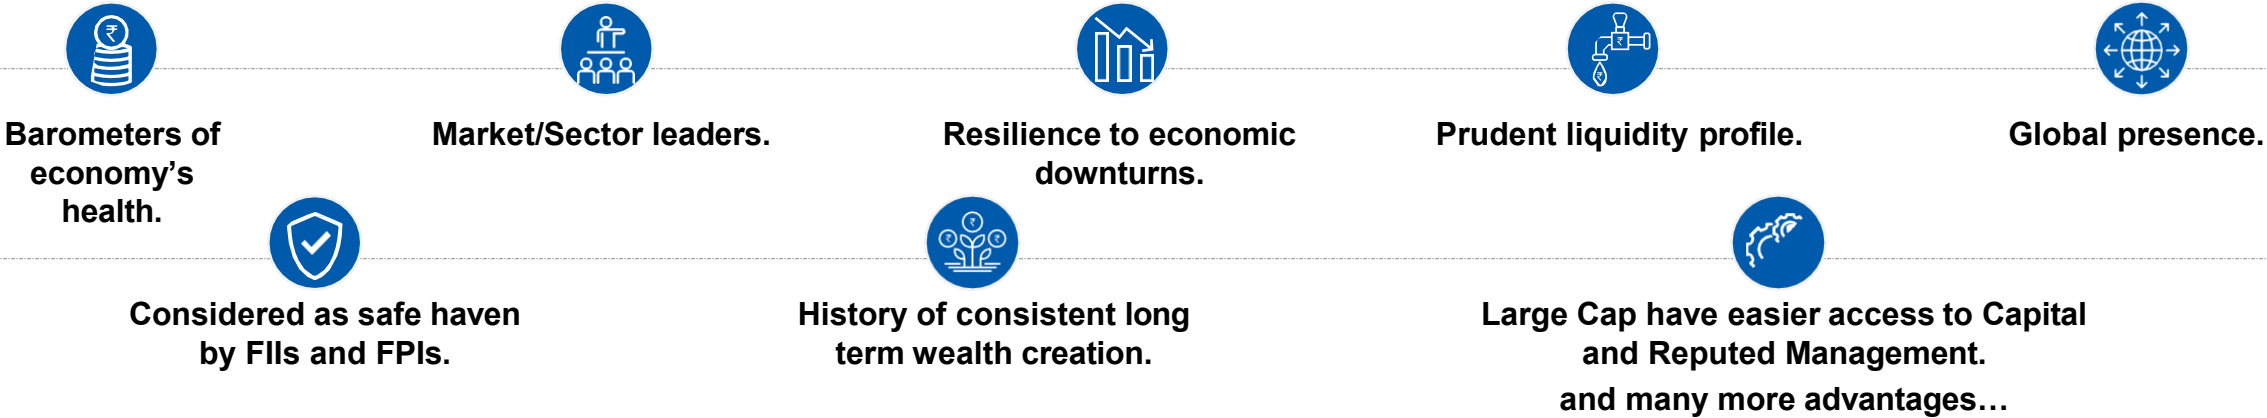 Barometers of
economy’s
health.
Market/Sector leaders.
Resilience to economic
downturns.
Prudent liquidity profile.
Global presence.
Considered as safe haven
by FIIs and FPIs.
History of consistent long
term wealth creation.
Large Cap have easier access to Capital
and Reputed Management.
and many more advantages…